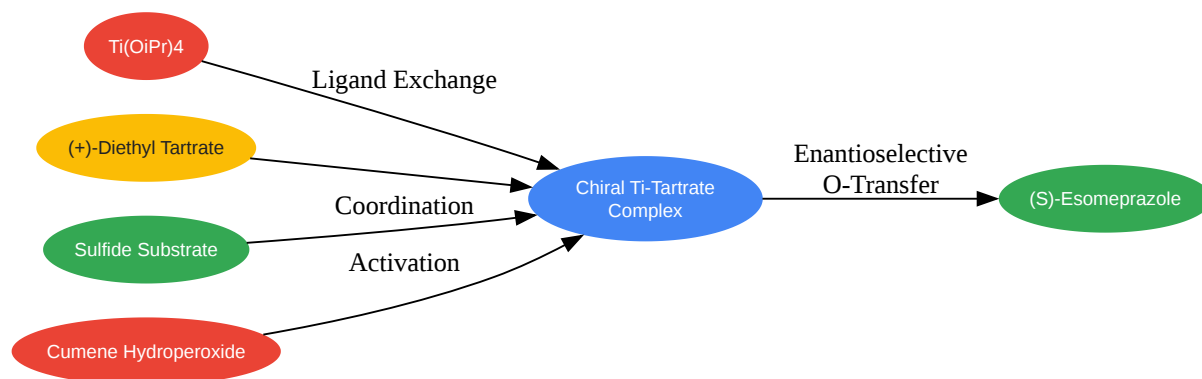 Ti(OiPr)4
Ligand Exchange
(+)-Diethyl Tartrate
Coordination
Sulfide Substrate
Activation
Cumene Hydroperoxide
Chiral Ti-Tartrate
Complex
Enantioselective
O-Transfer
(S)-Esomeprazole